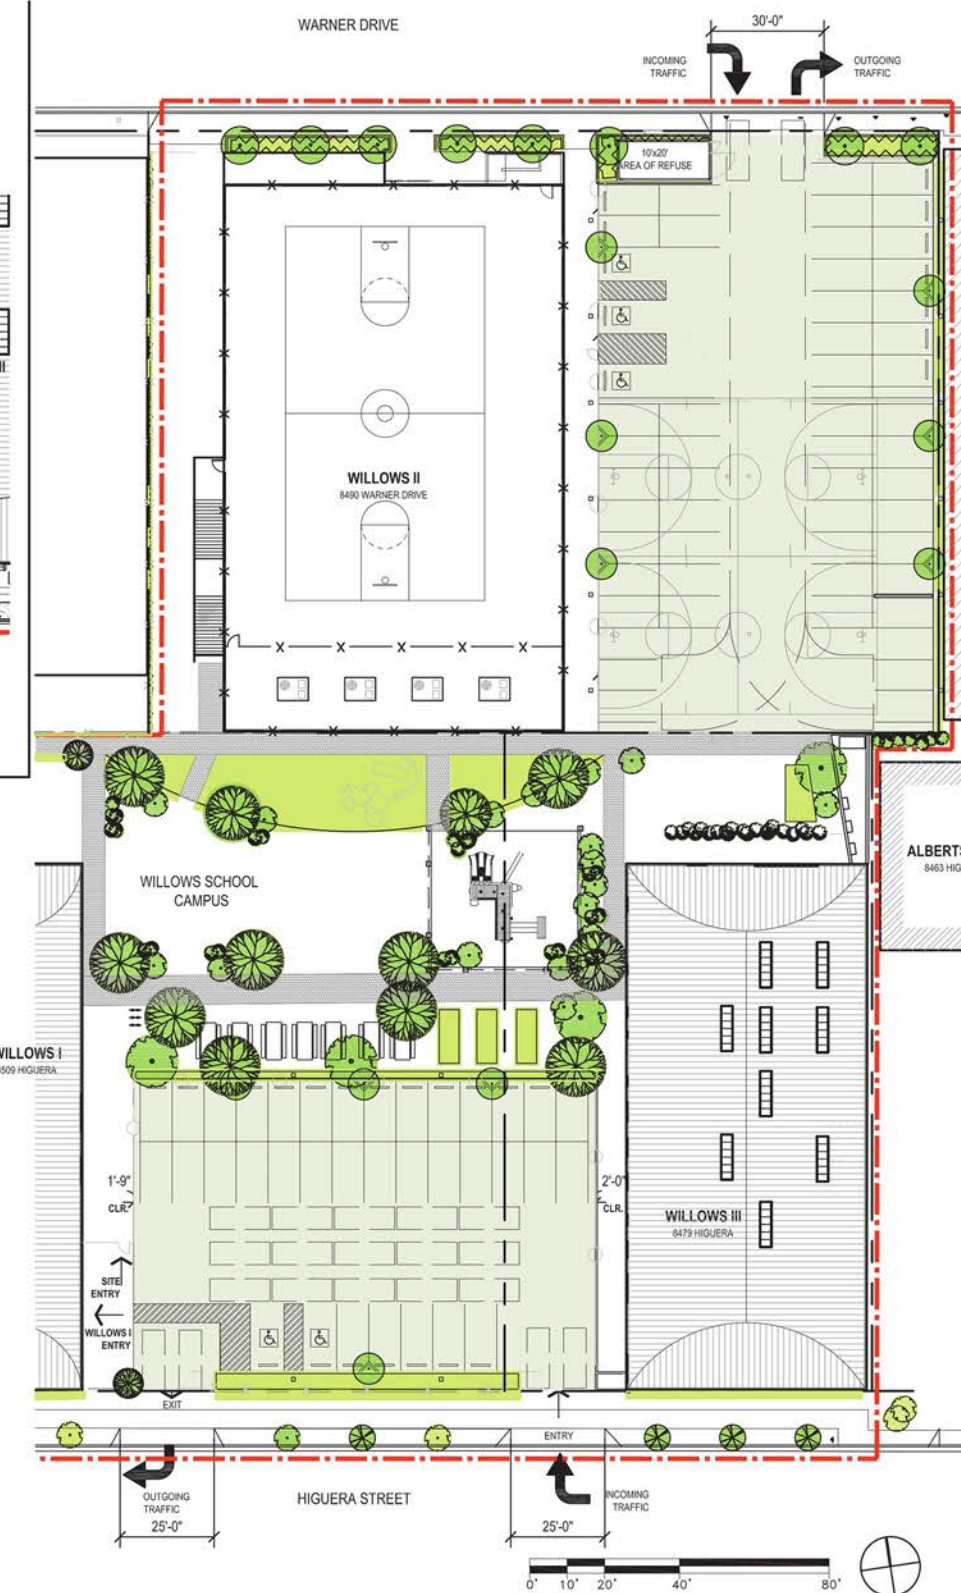 WARNER DRIVE
30'-0"
INCOMING
TRAFFIC
OUTGOING
TRAFFIC
10'x20'
AREA OF REFUSE
WILLOWS II
8490 WARNER DRIVE
WILLOWS SCHOOL
CAMPUS
ALBERTS
8463 HIG
WILLOWS I
8509 HIGUERA
1'-9"
CLR.
2'-0"
CLR.
WILLOWS III
8479 HIGUERA
SITE
ENTRY
WILLOWS I
ENTRY
EXIT
ENTRY
OUTGOING
TRAFFIC
25'-0"
HIGUERA STREET
INCOMING
TRAFFIC
25'-0"
0' 10' 20' 40' 80'